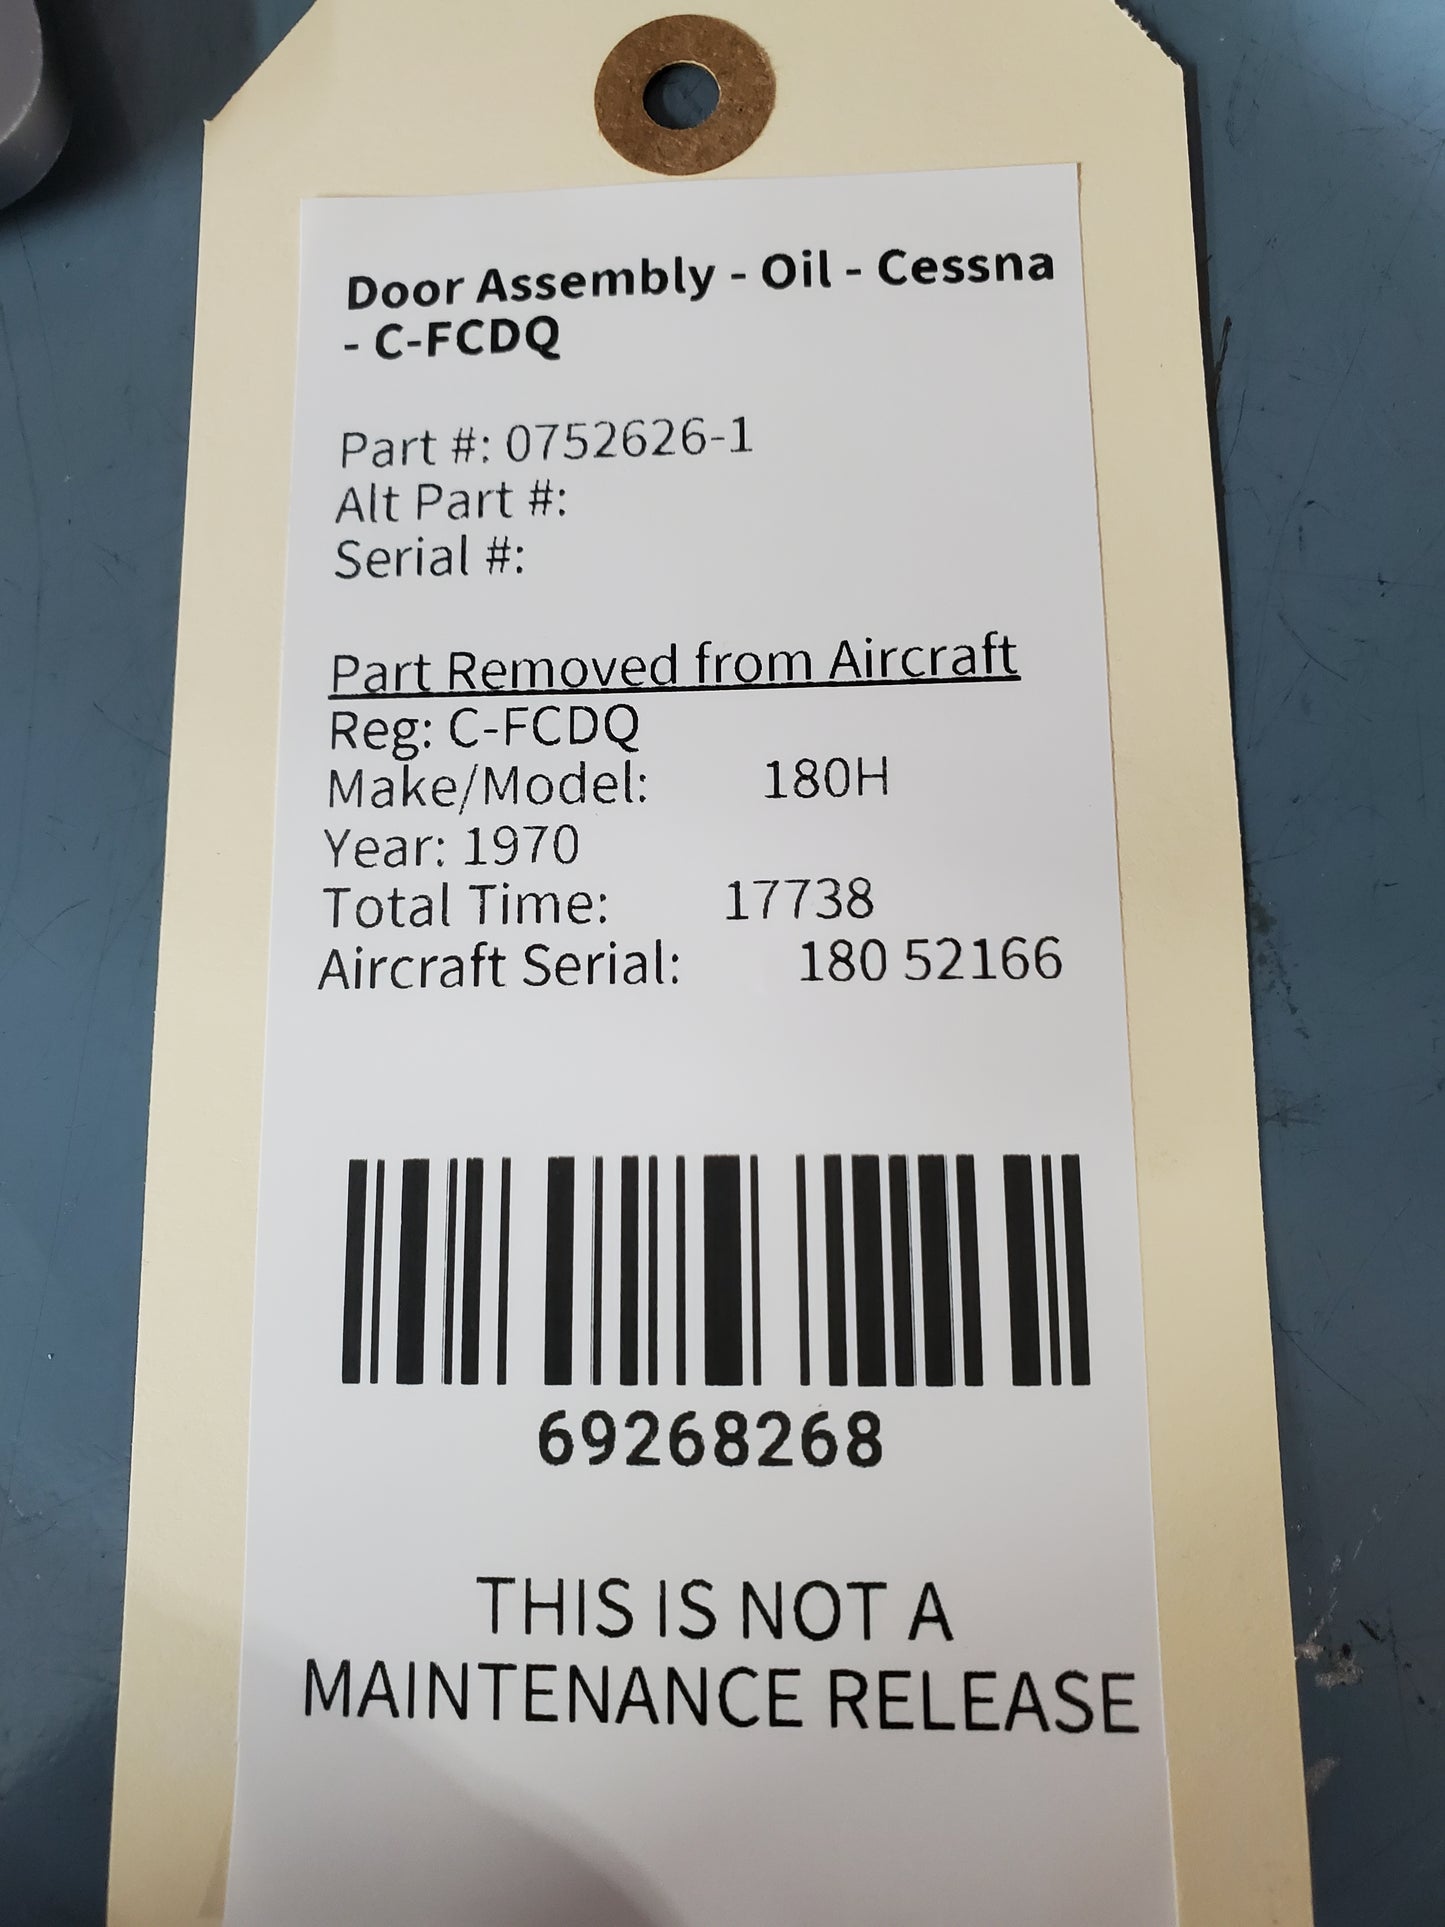 Door Assembly - Oil - Cessna
- C-FCDQ
Part #: 0752626-1
Alt Part #:
Serial #:
Part Removed from Aircraft
Reg: C-FCDQ
Make/Model: 180H
Year: 1970
Total Time: 17738
Aircraft Serial: 180 52166
69268268
THIS IS NOT A
MAINTENANCE RELEASE